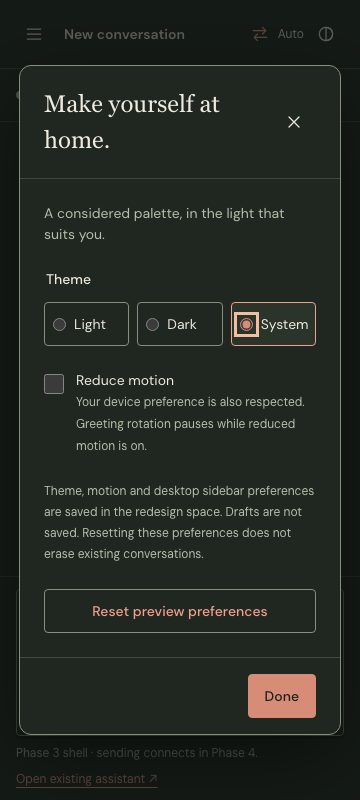 New conversation
Auto
Make yourself at
home.
A considered palette, in the light that
suits you.
Theme
Light
Dark
System
Reduce motion
Your device preference is also respected.
Greeting rotation pauses while reduced
motion is on.
Theme, motion and desktop sidebar preferences
are saved in the redesign space. Drafts are not
saved. Resetting these preferences does not
erase existing conversations.
Reset preview preferences
Done
Phase 3 shell · sending connects in Phase 4.
Open existing assistant ↗